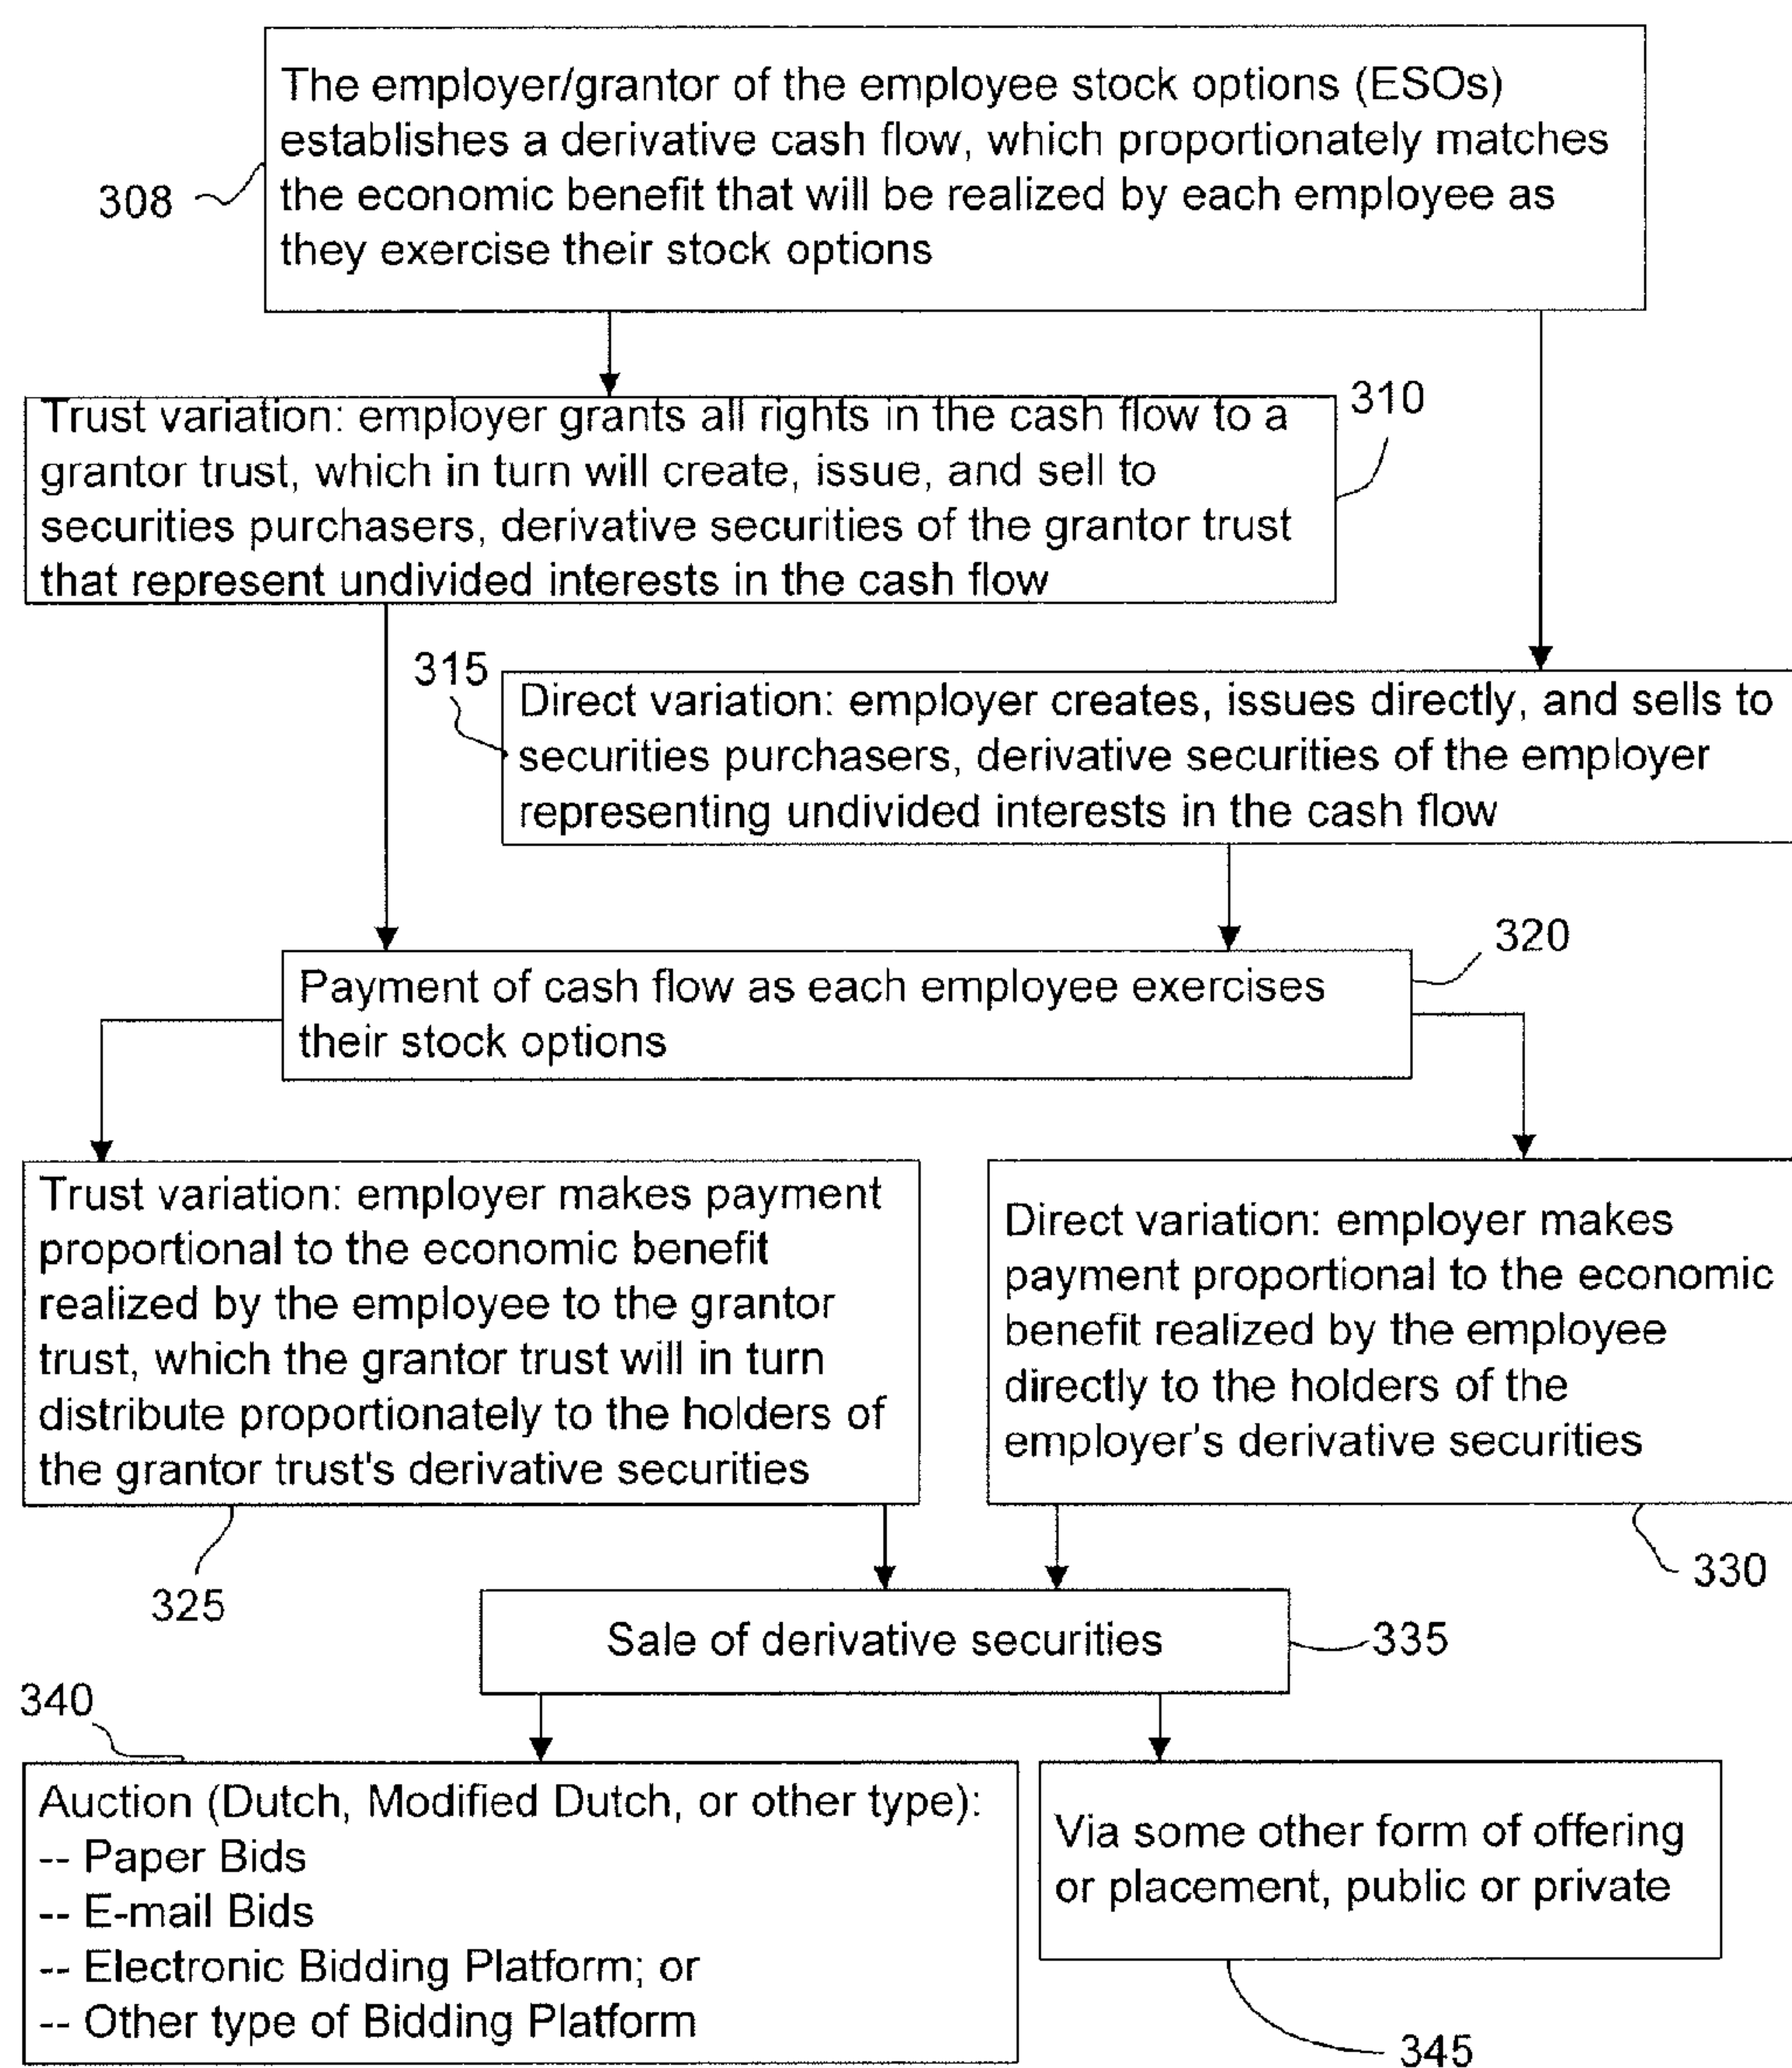 The employer/grantor of the employee stock options (ESOs)
establishes a derivative cash flow, which proportionately matches
the economic benefit that will be realized by each employee as
they exercise their stock options
308
Trust variation: employer grants all rights in the cash flow to a
grantor trust, which in turn will create, issue, and sell to
securities purchasers, derivative securities of the grantor trust
that represent undivided interests in the cash flow
310
315
Direct variation: employer creates, issues directly, and sells to
securities purchasers, derivative securities of the employer
representing undivided interests in the cash flow
320
Payment of cash flow as each employee exercises
their stock options
Trust variation: employer makes payment
proportional to the economic benefit
realized by the employee to the grantor
trust, which the grantor trust will in turn
distribute proportionately to the holders of
the grantor trust's derivative securities
325
Direct variation: employer makes
payment proportional to the economic
benefit realized by the employee
directly to the holders of the
employer's derivative securities
330
Sale of derivative securities
335
340
Auction (Dutch, Modified Dutch, or other type):
-- Paper Bids
-- E-mail Bids
-- Electronic Bidding Platform; or
-- Other type of Bidding Platform
Via some other form of offering
or placement, public or private
345